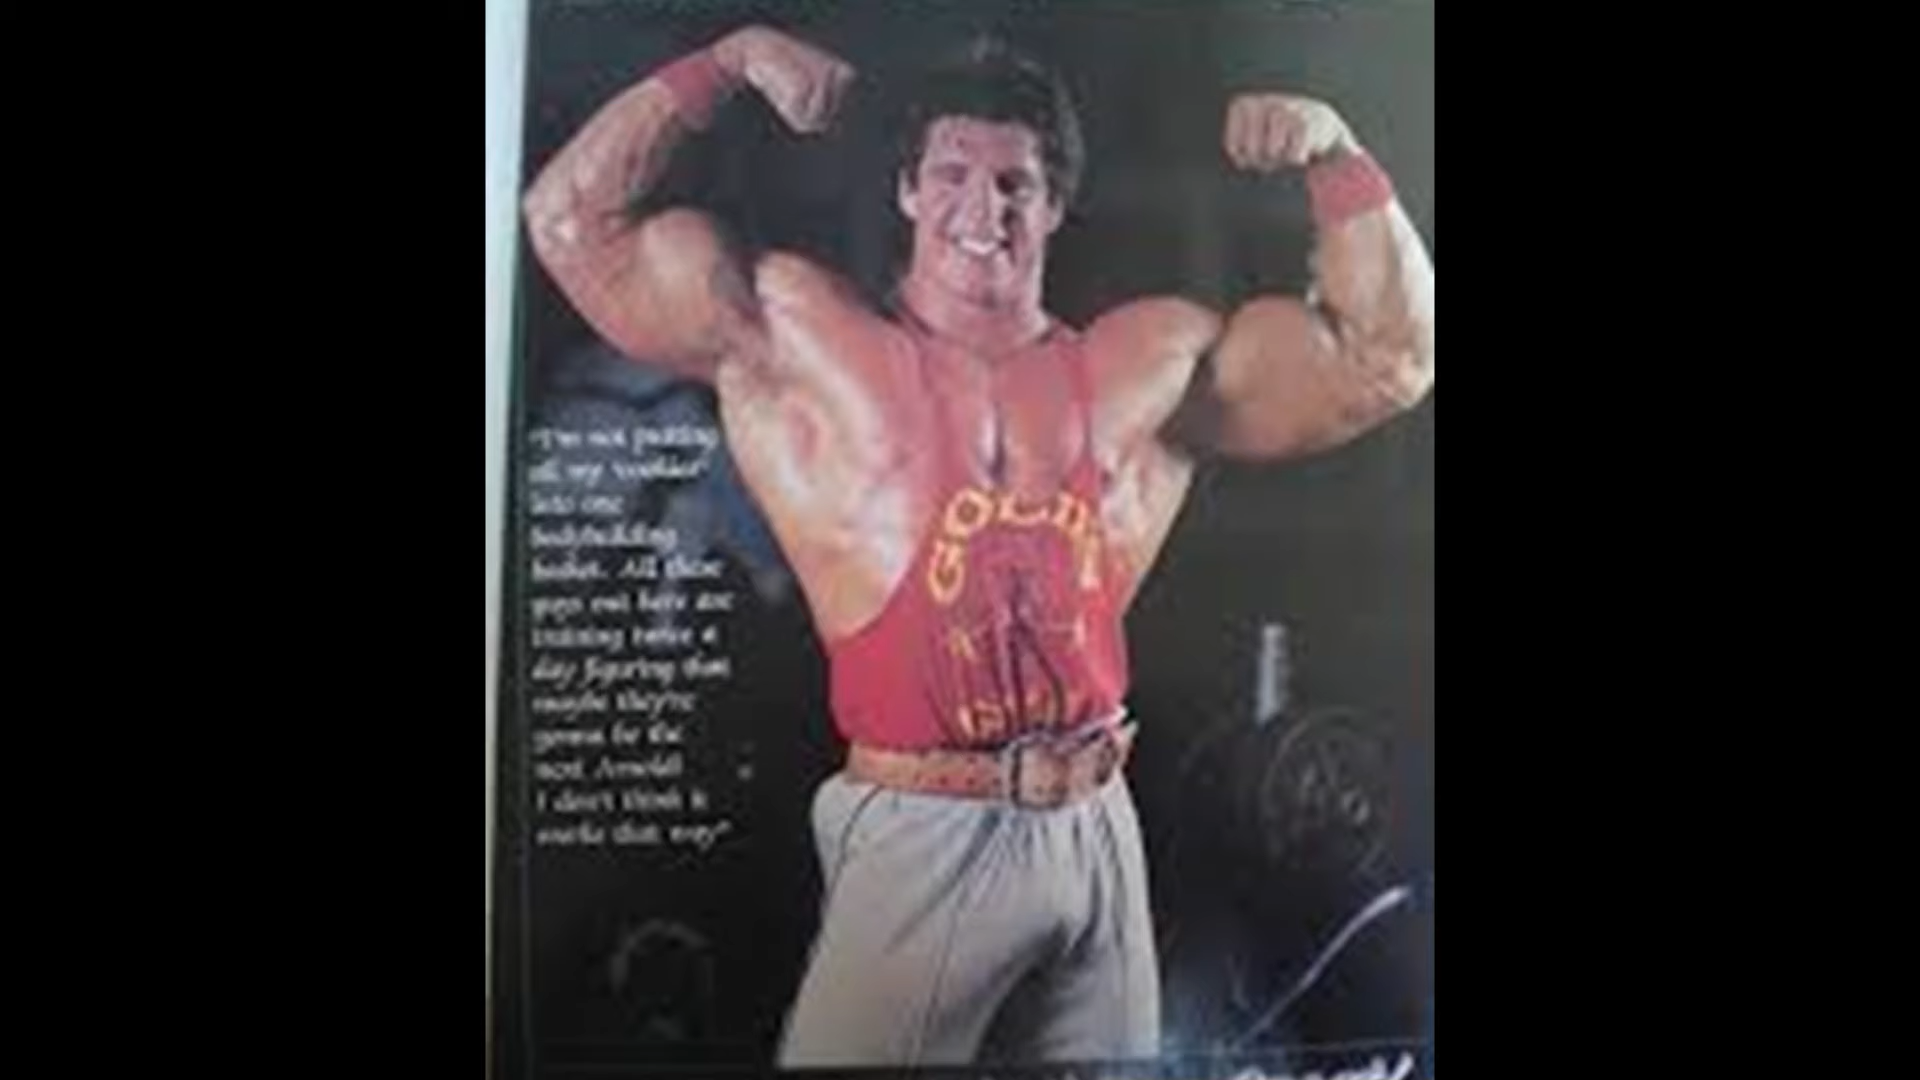 "I'm not putting
all my 'cookies'
into one
bodybuilding
basket. All these
guys out here are
training twice a
day figuring that
maybe they're
gonna be the
next Arnold!
I don't think it
works that way"
GOLD'S